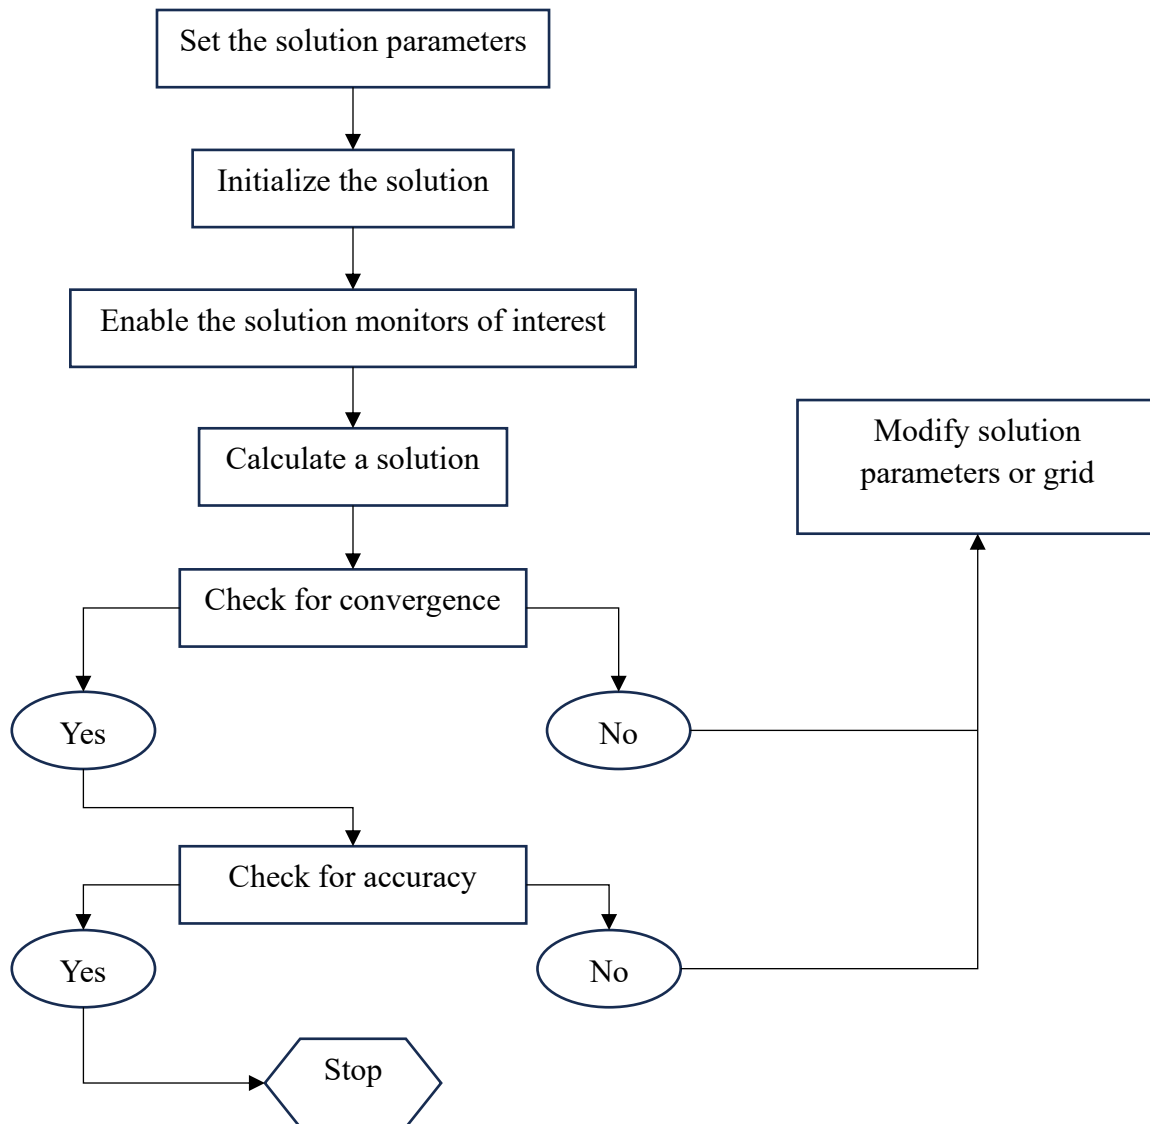 Set the solution parameters
Initialize the solution
Enable the solution monitors of interest
Calculate a solution
Modify solution
parameters or grid
Check for convergence
Yes
No
Check for accuracy
Yes
No
Stop